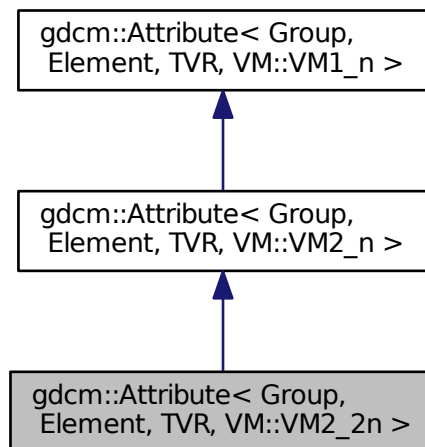 gdcm::Attribute< Group,
Element, TVR, VM::VM1_n >
gdcm::Attribute< Group,
Element, TVR, VM::VM2_n >
gdcm::Attribute< Group,
Element, TVR, VM::VM2_2n >